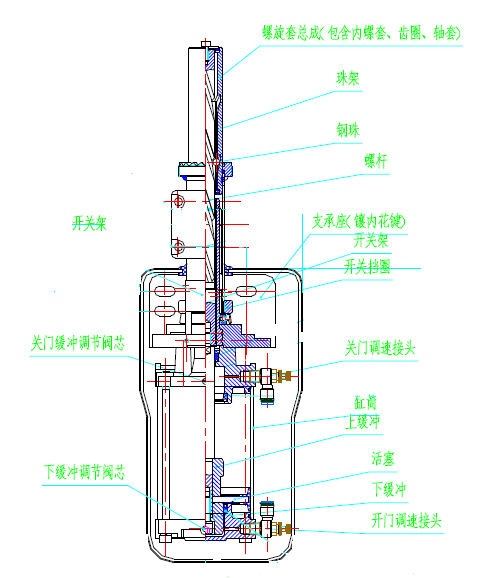 螺旋套总成(包含内螺套、齿圈、轴套)
珠架
钢珠
螺杆
支承座(镶内花键)
开关架
开关架
开关挡圈
关门缓冲调节阀芯
关门调速接头
缸筒
上缓冲
活塞
下缓冲调节阀芯
下缓冲
开门调速接头